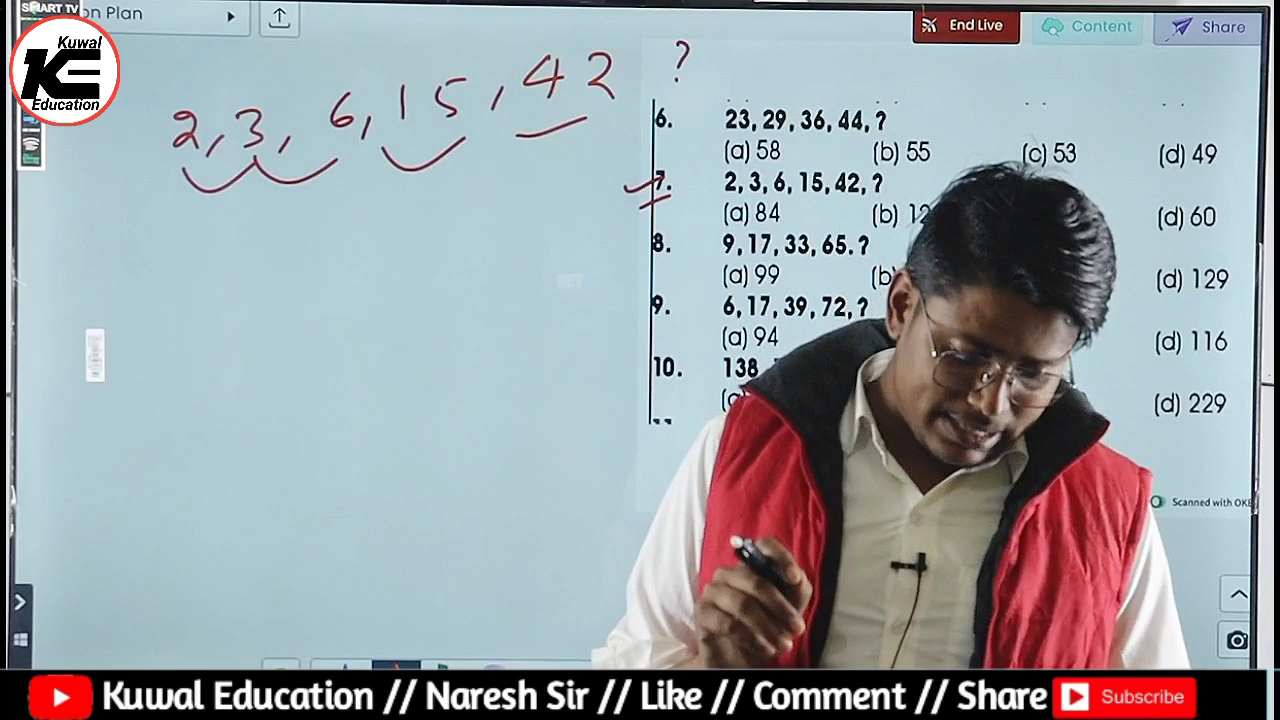 SMART TV
on Plan
End Live
Content
Share
Kuwal
KE
Education
2, 3, 6, 15, 42 ?
6. 23, 29, 36, 44, ?
(a) 58 (b) 55 (c) 53 (d) 49
7. 2, 3, 6, 15, 42, ?
(a) 84 (b) 12 (d) 60
8. 9, 17, 33, 65. ?
(a) 99 (b) (d) 129
9. 6, 17, 39, 72, ?
(a) 94 (d) 116
10. 138
(d) 229
Scanned with OKE
Kuwal Education // Naresh Sir // Like // Comment // Share
Subscribe